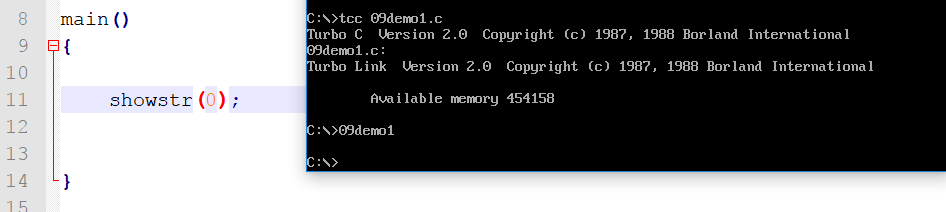 8 main()
9 {
10
11 showstr(0);
12
13
14 }
15
C:\>tcc 09demo1.c
Turbo C Version 2.0 Copyright (c) 1987, 1988 Borland International
09demo1.c:
Turbo Link Version 2.0 Copyright (c) 1987, 1988 Borland International
Available memory 454158
C:\>09demo1
C:\>